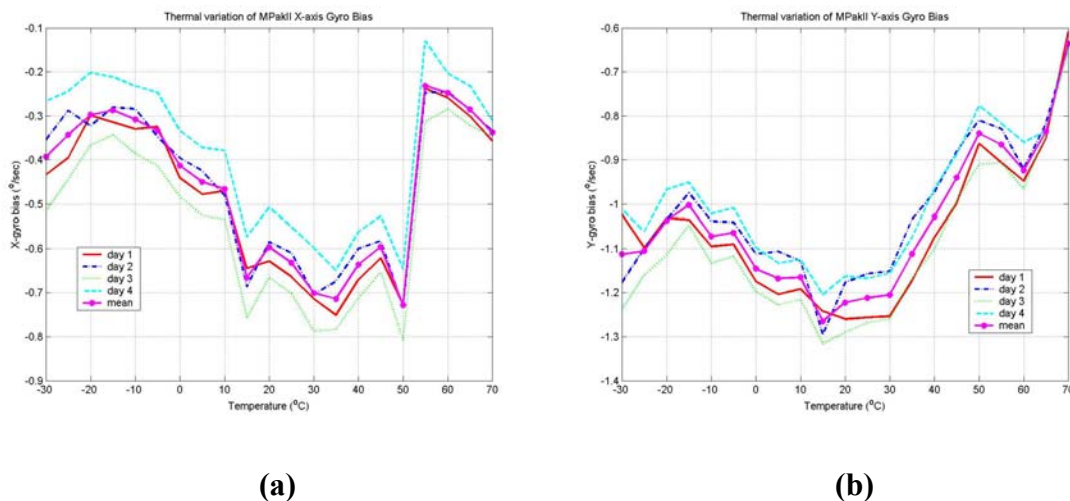 Thermal variation of MPakII X-axis Gyro Bias
-0.1
-0.2
-0.3
-0.4
-0.5
-0.6
-0.7
-0.8
-0.9
X-gyro bias (°/sec)
day 1
day 2
day 3
day 4
mean
-30 -20 -10 0 10 20 30 40 50 60 70
Temperature (°C)
(a)
Thermal variation of MPakII Y-axis Gyro Bias
-0.6
-0.7
-0.8
-0.9
-1
-1.1
-1.2
-1.3
-1.4
Y-gyro bias (°/sec)
day 1
day 2
day 3
day 4
mean
-30 -20 -10 0 10 20 30 40 50 60 70
Temperature (°C)
(b)